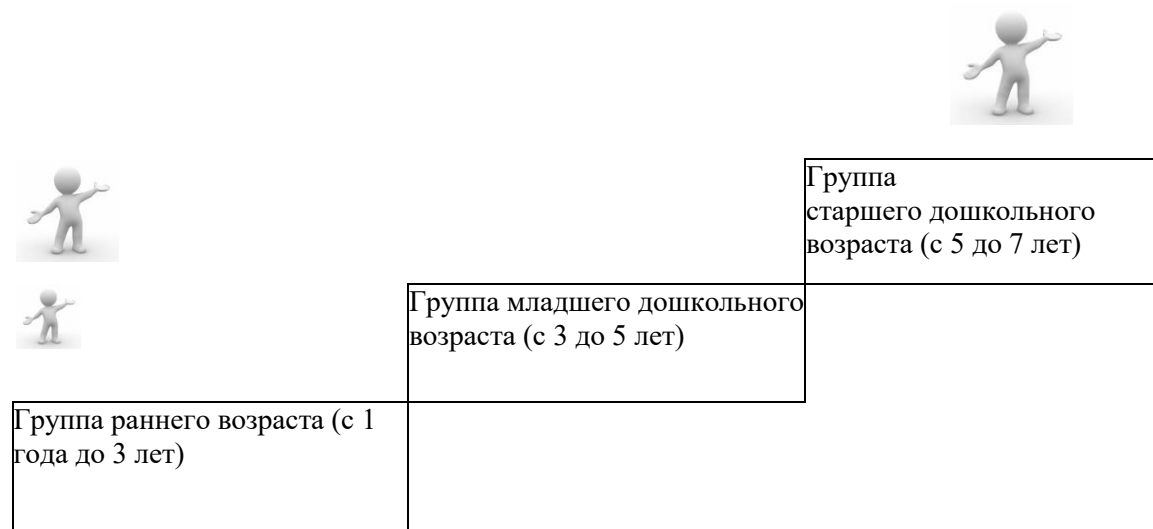 Группа
старшего дошкольного
возраста (с 5 до 7 лет)
Группа младшего дошкольного
возраста (с 3 до 5 лет)
Группа раннего возраста (с 1
года до 3 лет)